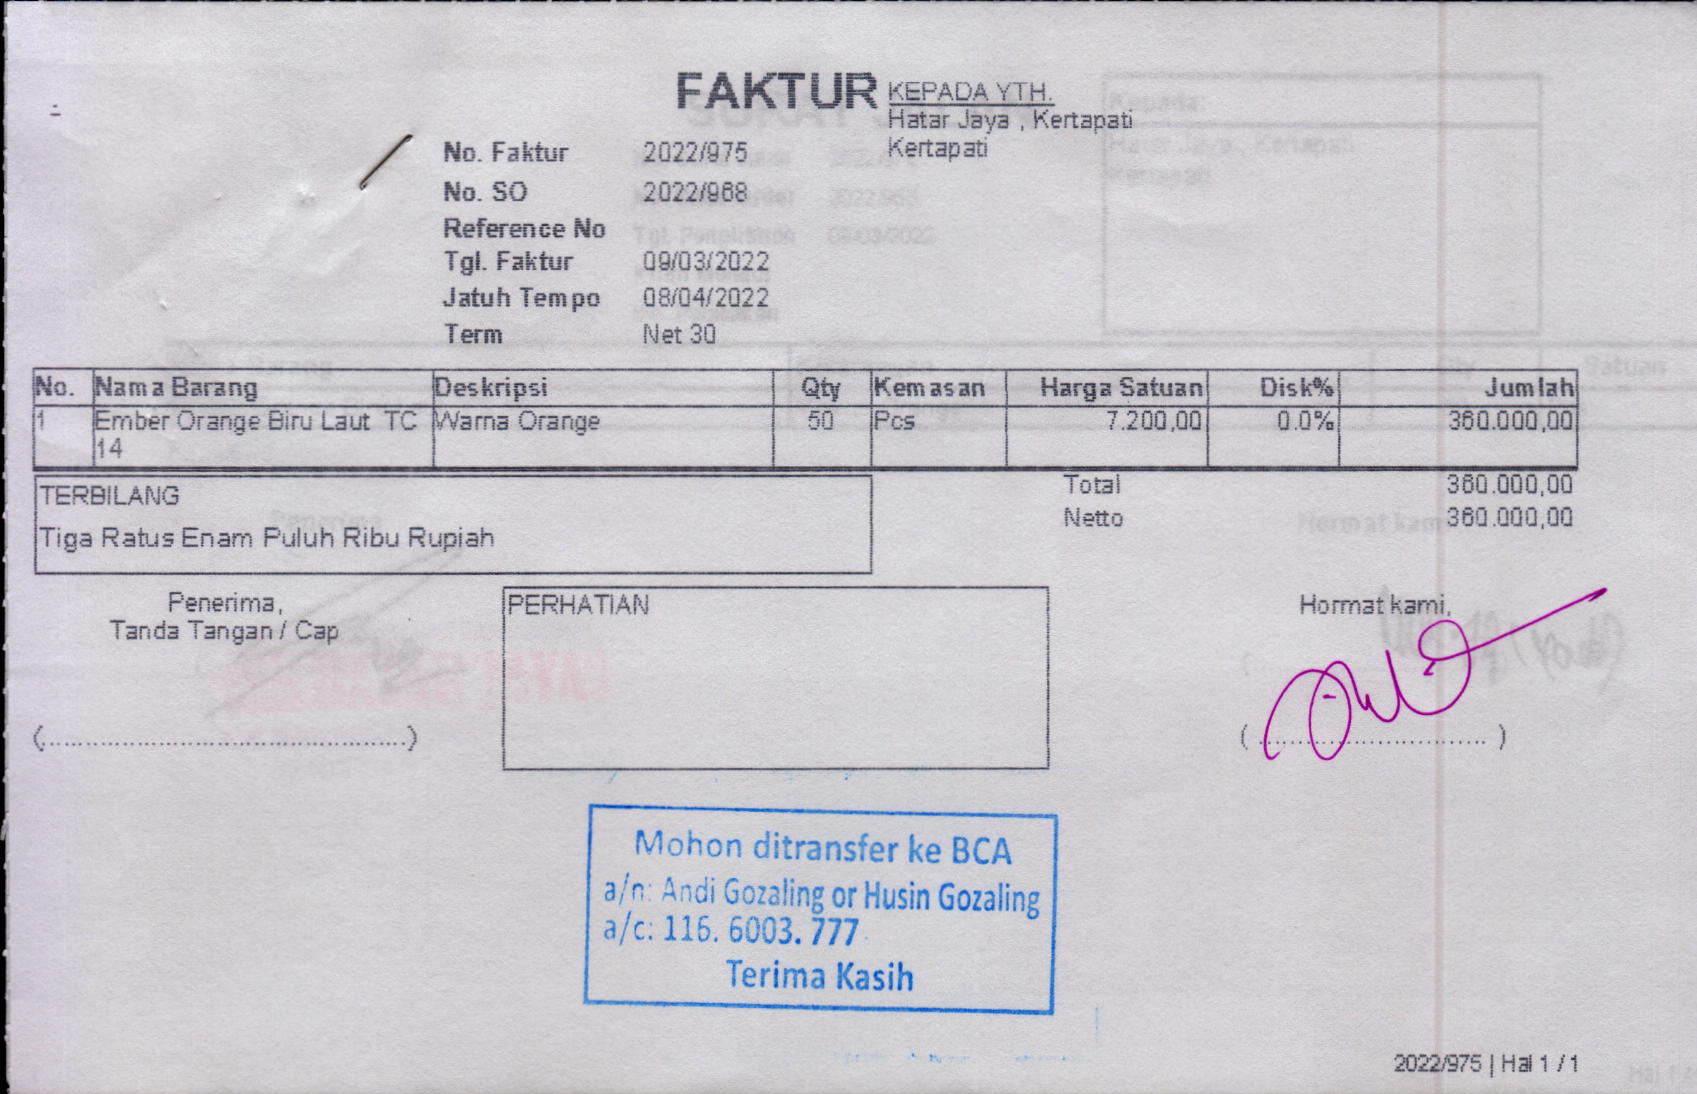 FAKTUR
KEPADA YTH.
Hatar Jaya , Kertapati
Kertapati
No. Faktur 2022/975
No. SO 2022/968
Reference No
Tgl. Faktur 09/03/2022
Jatuh Tempo 08/04/2022
Term Net 30
No. Nama Barang Deskripsi Qty Kemasan Harga Satuan Disk% Jumlah
1 Ember Orange Biru Laut TC Warna Orange 50 Pcs 7.200,00 0.0% 360.000,00
14
Total 360.000,00
Netto 360.000,00
TERBILANG
Tiga Ratus Enam Puluh Ribu Rupiah
Penerima,
Tanda Tangan / Cap
(..............................................)
PERHATIAN
Hormat kami,
( .............................. )
Mohon ditransfer ke BCA
a/n: Andi Gozaling or Husin Gozaling
a/c: 116. 6003. 777
Terima Kasih
2022/975 | Hal 1 / 1